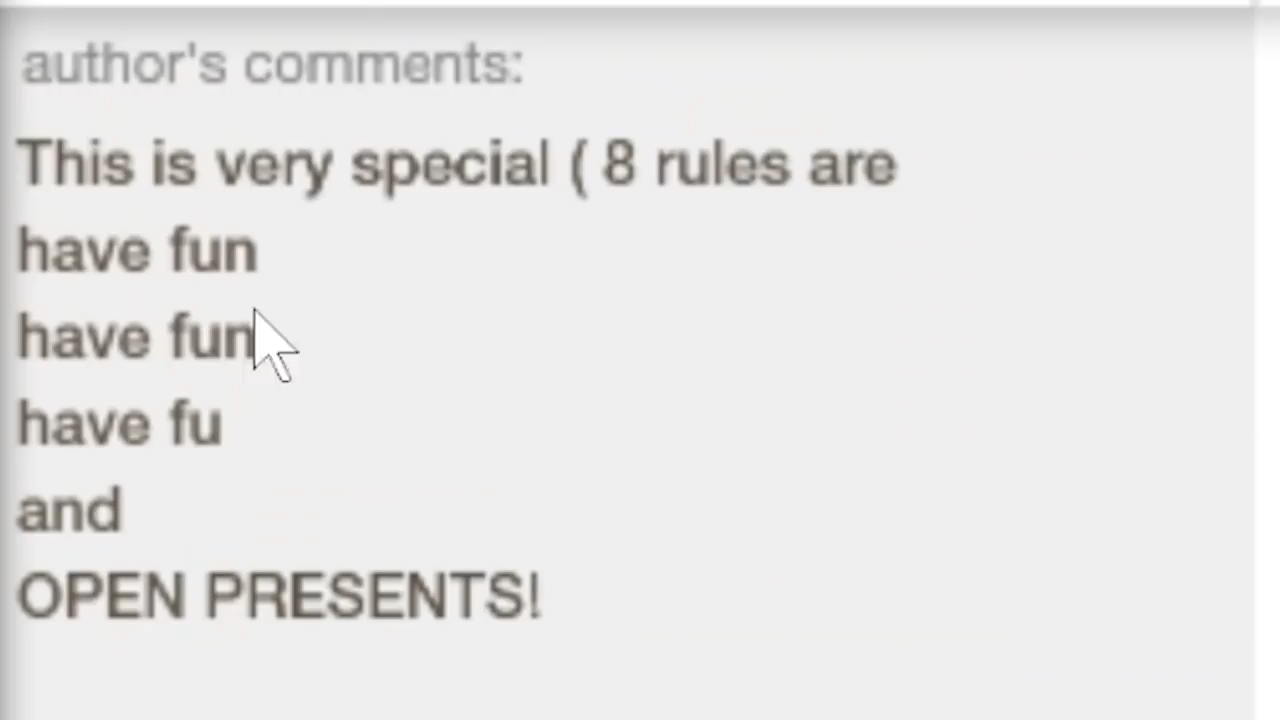 author's comments:
This is very special ( 8 rules are
have fun
have fun
have fu
and
OPEN PRESENTS!